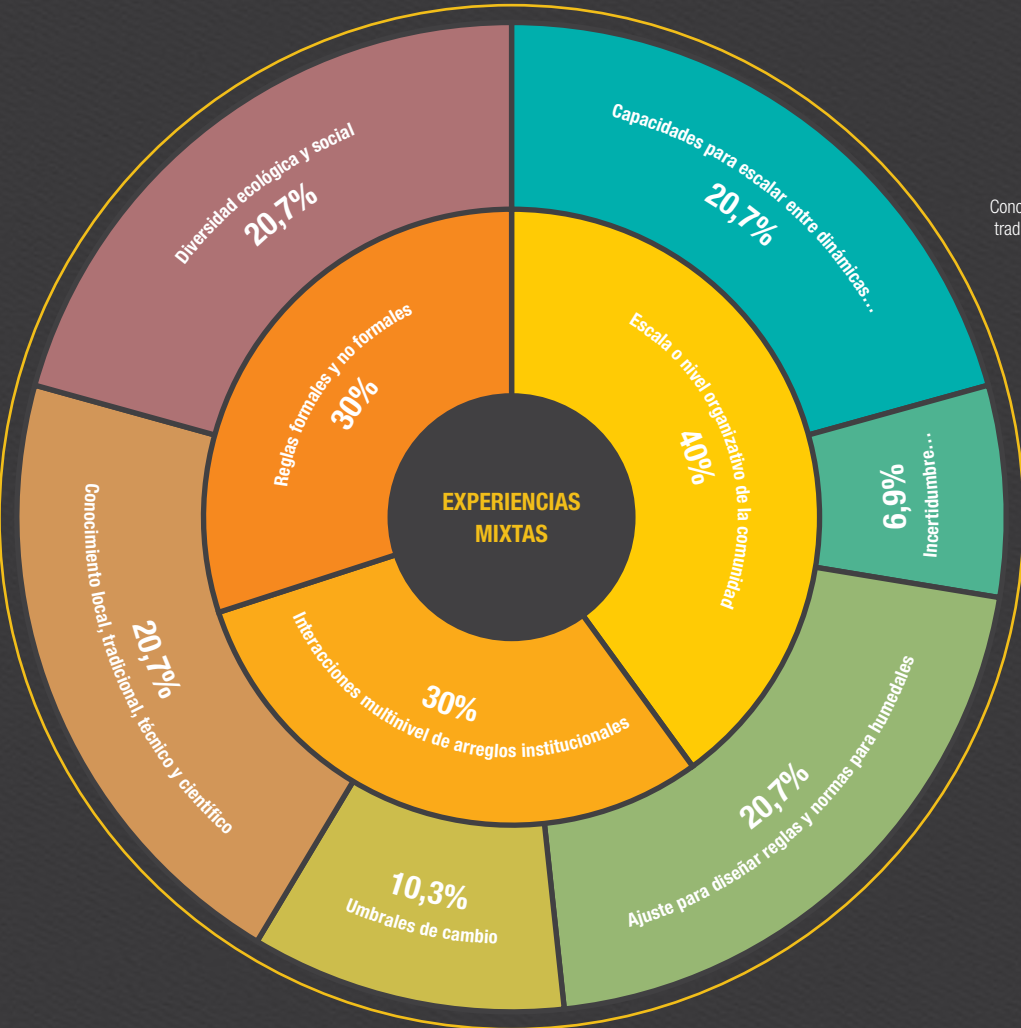 EXPERIENCIAS
MIXTAS
Escala o nivel organizativo de la comunidad
40%
30%
Interacciones multinivel de arreglos institucionales
Reglas formales y no formales
30%
Capacidades para escalar entre dinámicas...
20,7%
6,9%
Incertidumbre...
20,7%
Ajuste para diseñar reglas y normas para humedales
10,3%
Umbrales de cambio
20,7%
Conocimiento local, tradicional, técnico y científico
Diversidad ecológica y social
20,7%
Cono
trad